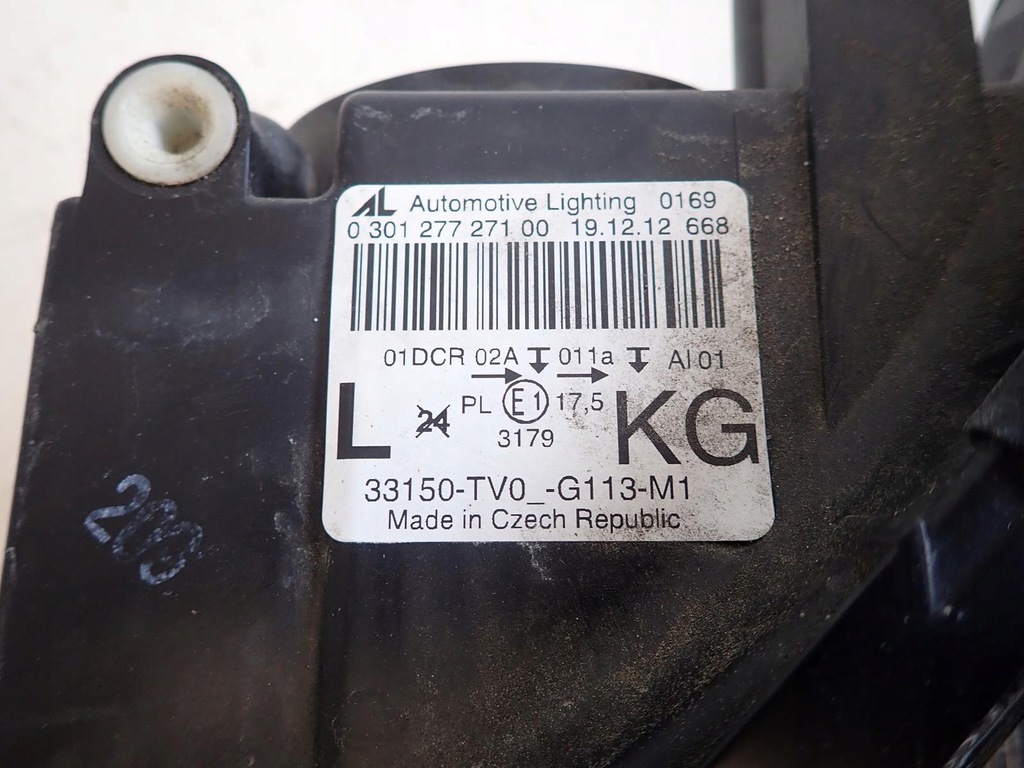 AL Automotive Lighting 0169
0 301 277 271 00 19.12.12 668
01DCR 02A 011a AI 01
L 24 PL E1 17,5 KG
3179
33150-TV0_-G113-M1
Made in Czech Republic